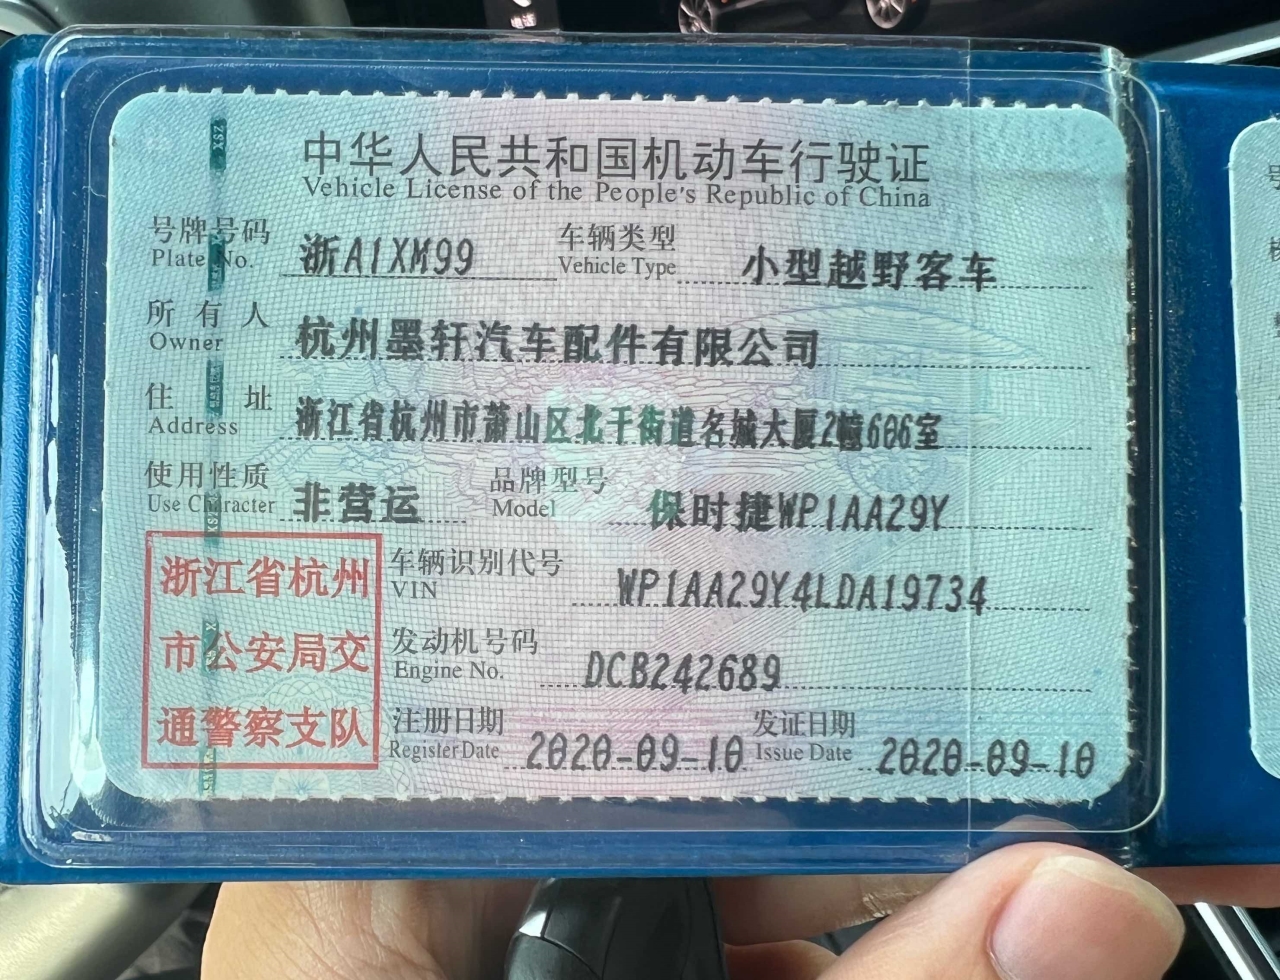 电话
中华人民共和国机动车行驶证
Vehicle License of the People's Republic of China
号牌号码 浙A1XM99 车辆类型 小型越野客车
Plate No. Vehicle Type
所有人 杭州墨轩汽车配件有限公司
Owner
住址 浙江省杭州市萧山区北干街道名城大厦2幢606室
Address
使用性质 非营运 品牌型号 保时捷WP1AA29Y
Use Character Model
浙江省杭州
市公安局交
通警察支队
车辆识别代号 WP1AA29Y4LDA19734
VIN
发动机号码 DCB242689
Engine No.
注册日期 2020-09-10 发证日期 2020-09-10
Register Date Issue Date
号